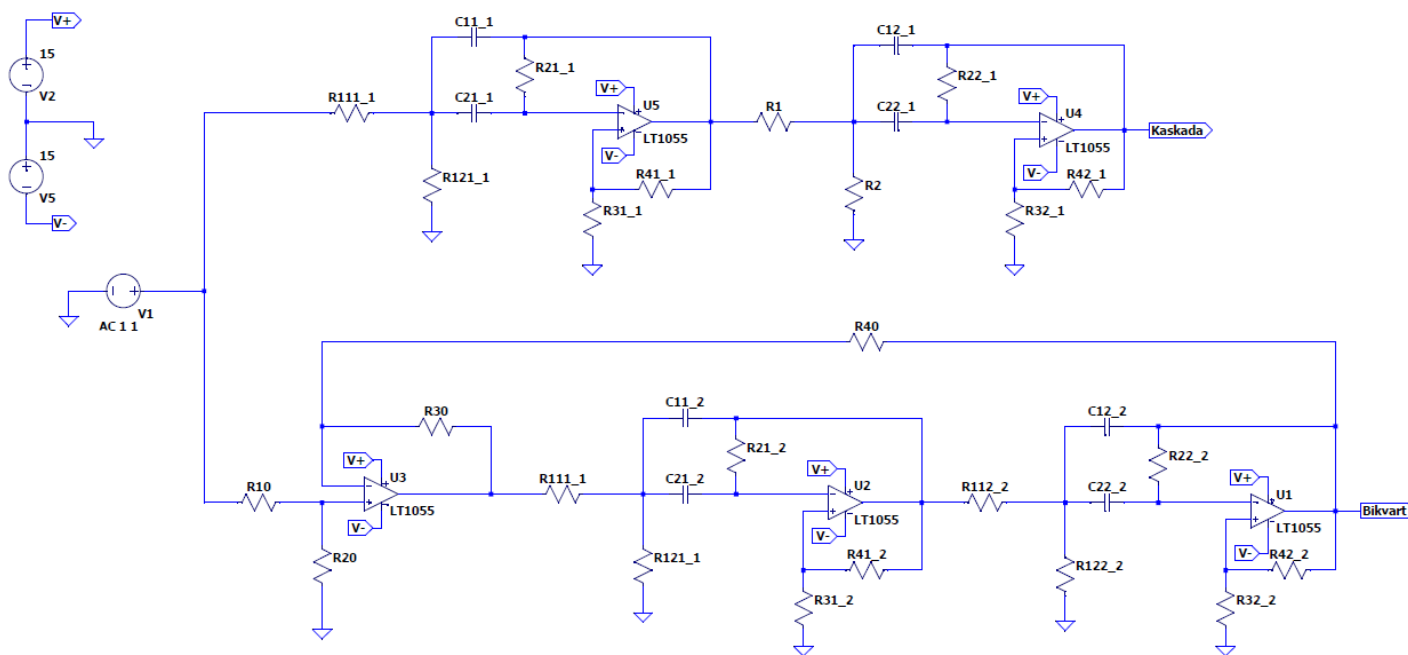 V+
15
V2
15
V5
V-
AC 1 1
V1
C11_1
R21_1
R111_1
C21_1
V+
U5
LT1055
V-
R121_1
R41_1
R31_1
R1
C12_1
R22_1
C22_1
V+
U4
LT1055
V-
Kaskada
R2
R42_1
R32_1
R40
R30
V+
U3
R10
LT1055
V-
R20
R111_1
C11_2
R21_2
C21_2
V+
U2
LT1055
V-
R121_1
R41_2
R31_2
R112_2
C12_2
R22_2
C22_2
V+
U1
LT1055
V-
Bikvart
R122_2
R42_2
R32_2